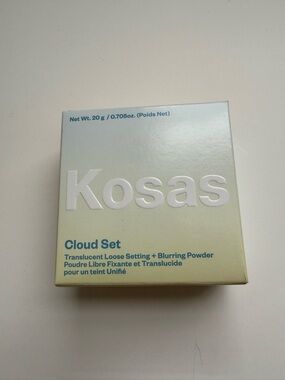 Net Wt. 20 g / 0.705oz. (Poids Net)
Kosas
Cloud Set
Translucent Loose Setting + Blurring Powder
Poudre Libre Fixante et Translucide
pour un teint Unifié